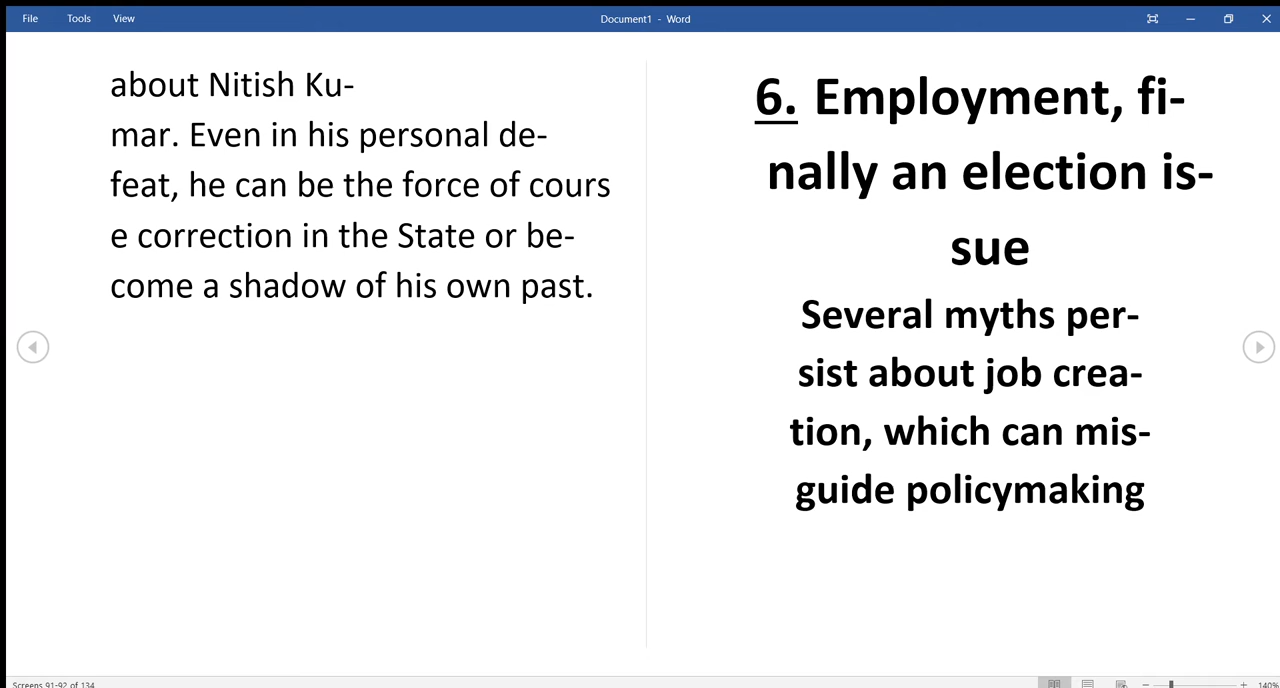 File Tools View Document1 - Word
about Nitish Ku-
mar. Even in his personal de-
feat, he can be the force of cours
e correction in the State or be-
come a shadow of his own past.
6. Employment, fi-
nally an election is-
sue
Several myths per-
sist about job crea-
tion, which can mis-
guide policymaking
Screens 91-92 of 134 140%